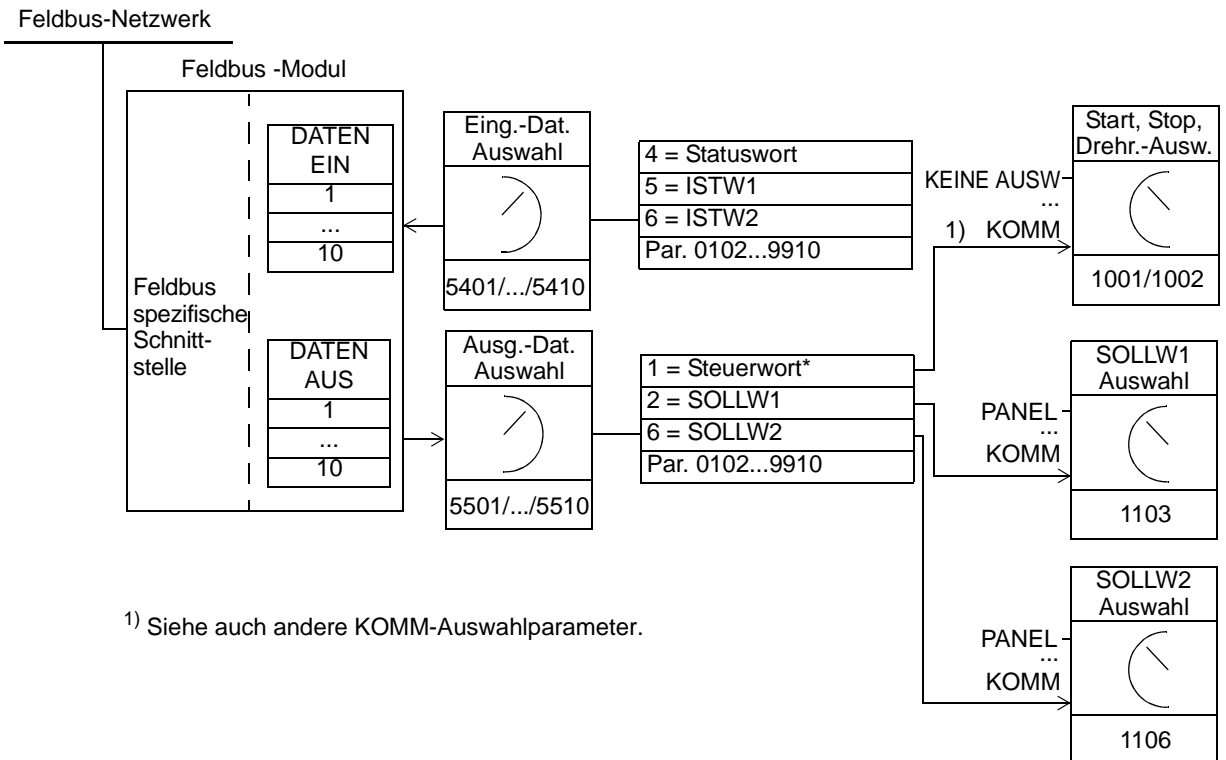 Feldbus-Netzwerk
Feldbus -Modul
Feldbus
spezifische
Schnitt-
stelle
DATEN
EIN
1
...
10
DATEN
AUS
1
...
10
Eing.-Dat.
Auswahl
5401/.../5410
Ausg.-Dat.
Auswahl
5501/.../5510
4 = Statuswort
5 = ISTW1
6 = ISTW2
Par. 0102...9910
1 = Steuerwort*
2 = SOLLW1
6 = SOLLW2
Par. 0102...9910
Start, Stop,
Drehr.-Ausw.
KEINE AUSW
...
1) KOMM
1001/1002
SOLLW1
Auswahl
PANEL
...
KOMM
1103
SOLLW2
Auswahl
PANEL
...
KOMM
1106
1) Siehe auch andere KOMM-Auswahlparameter.